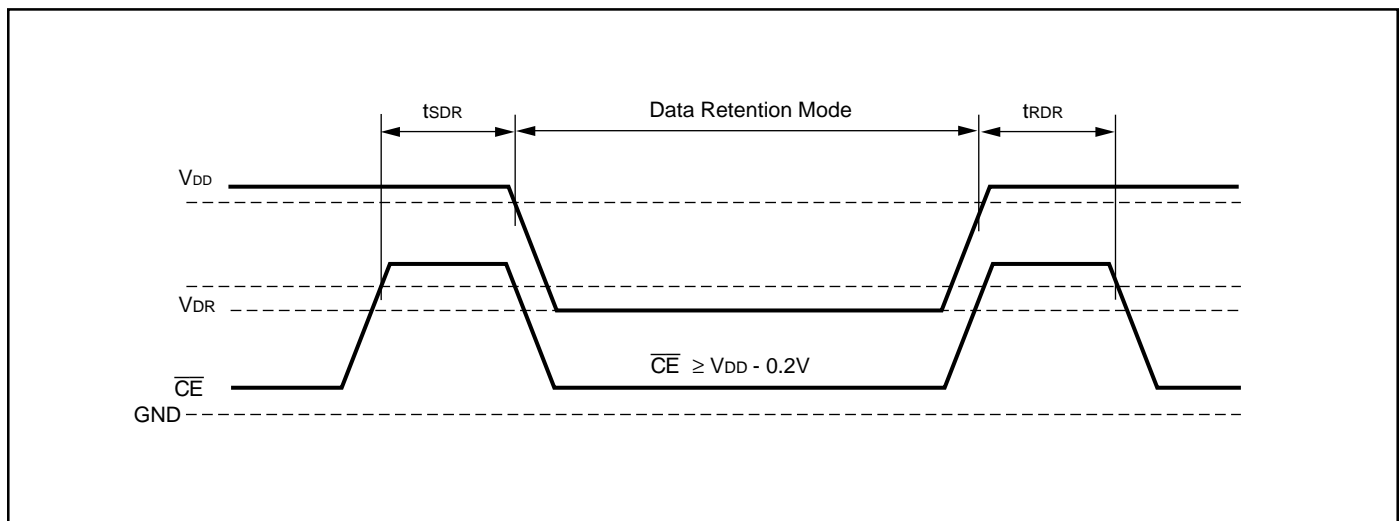 tSDR Data Retention Mode tRDR
VDD
VDR
CE ≥ VDD - 0.2V
CE
GND